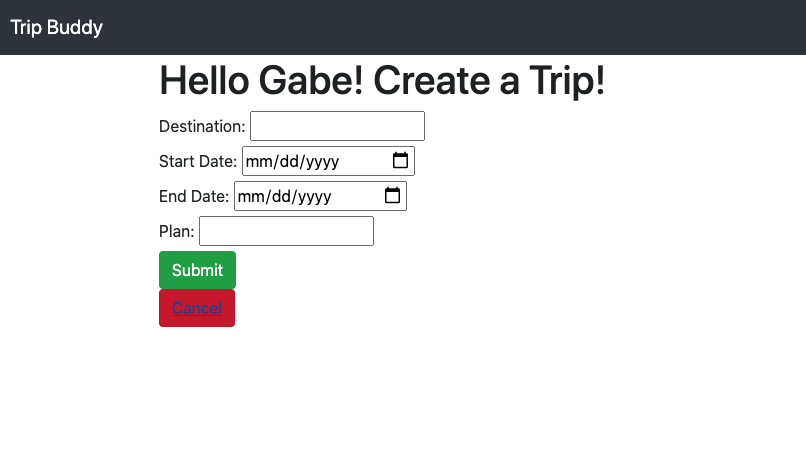 Trip Buddy
Hello Gabe! Create a Trip!
Destination:
Start Date: mm/dd/yyyy
End Date: mm/dd/yyyy
Plan:
Submit
Cancel